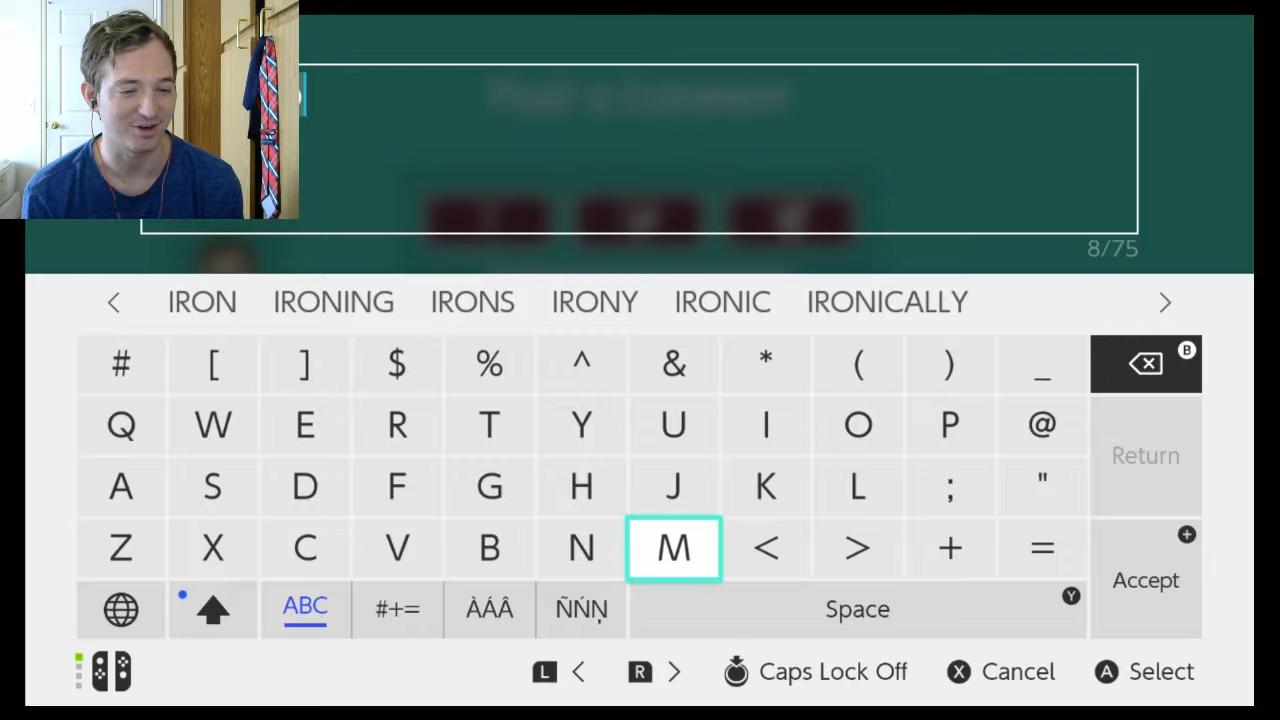 8/75
< IRON IRONING IRONS IRONY IRONIC IRONICALLY >
# [ ] $ % ^ & * ( ) _ B
Q W E R T Y U I O P @ Return
A S D F G H J K L ; "
Z X C V B N M < > + = + Accept
ABC #+= ÀÁÂ ÑŃŅ Space Y
L < R > Caps Lock Off X Cancel A Select